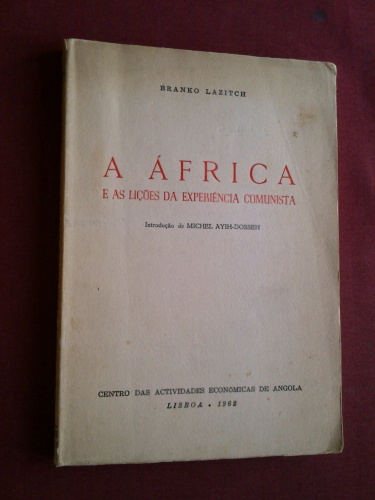 BRANKO LAZITCH
A ÁFRICA
E AS LIÇÕES DA EXPERIÊNCIA COMUNISTA
Introdução de MICHEL AYIH-DOSSEH
CENTRO DAS ACTIVIDADES ECONÓMICAS DE ANGOLA
LISBOA • 1962